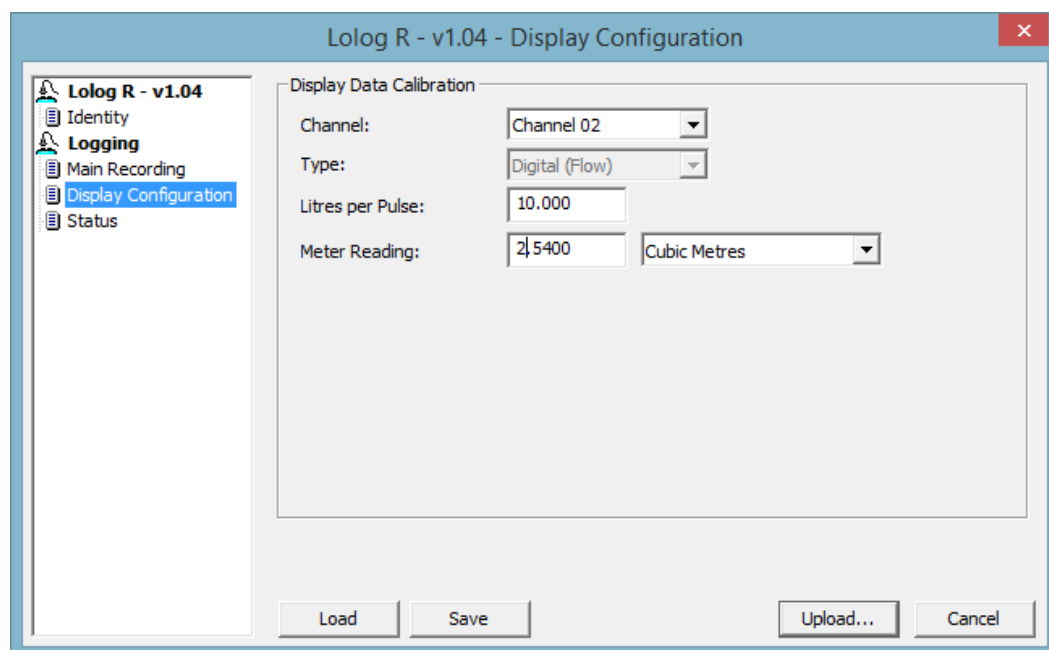 Lolog R - v1.04 - Display Configuration
Lolog R - v1.04
Identity
Logging
Main Recording
Display Configuration
Status
Display Data Calibration
Channel: Channel 02
Type: Digital (Flow)
Litres per Pulse: 10.000
Meter Reading: 2.5400 Cubic Metres
Load Save Upload... Cancel